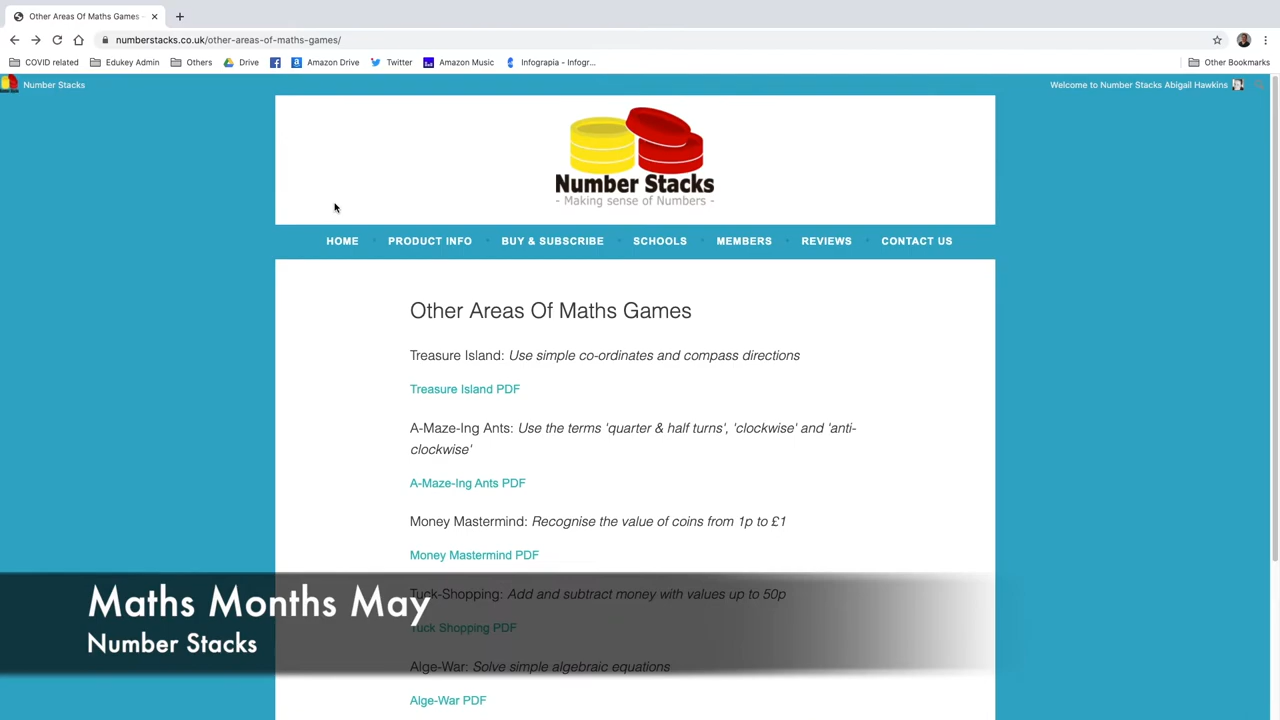 Other Areas Of Maths Games -
numberstacks.co.uk/other-areas-of-maths-games/
COVID related Edukey Admin Others Drive Amazon Drive Twitter Amazon Music Infograpia - Infogr... Other Bookmarks
Number Stacks Welcome to Number Stacks Abigail Hawkins
Number Stacks
- Making sense of Numbers -
HOME PRODUCT INFO BUY & SUBSCRIBE SCHOOLS MEMBERS REVIEWS CONTACT US
Other Areas Of Maths Games
Treasure Island: Use simple co-ordinates and compass directions
Treasure Island PDF
A-Maze-Ing Ants: Use the terms 'quarter & half turns', 'clockwise' and 'anti-
clockwise'
A-Maze-Ing Ants PDF
Money Mastermind: Recognise the value of coins from 1p to £1
Money Mastermind PDF
Tuck-Shopping: Add and subtract money with values up to 50p
Maths Months May
Tuck Shopping PDF
Number Stacks
Alge-War: Solve simple algebraic equations
Alge-War PDF